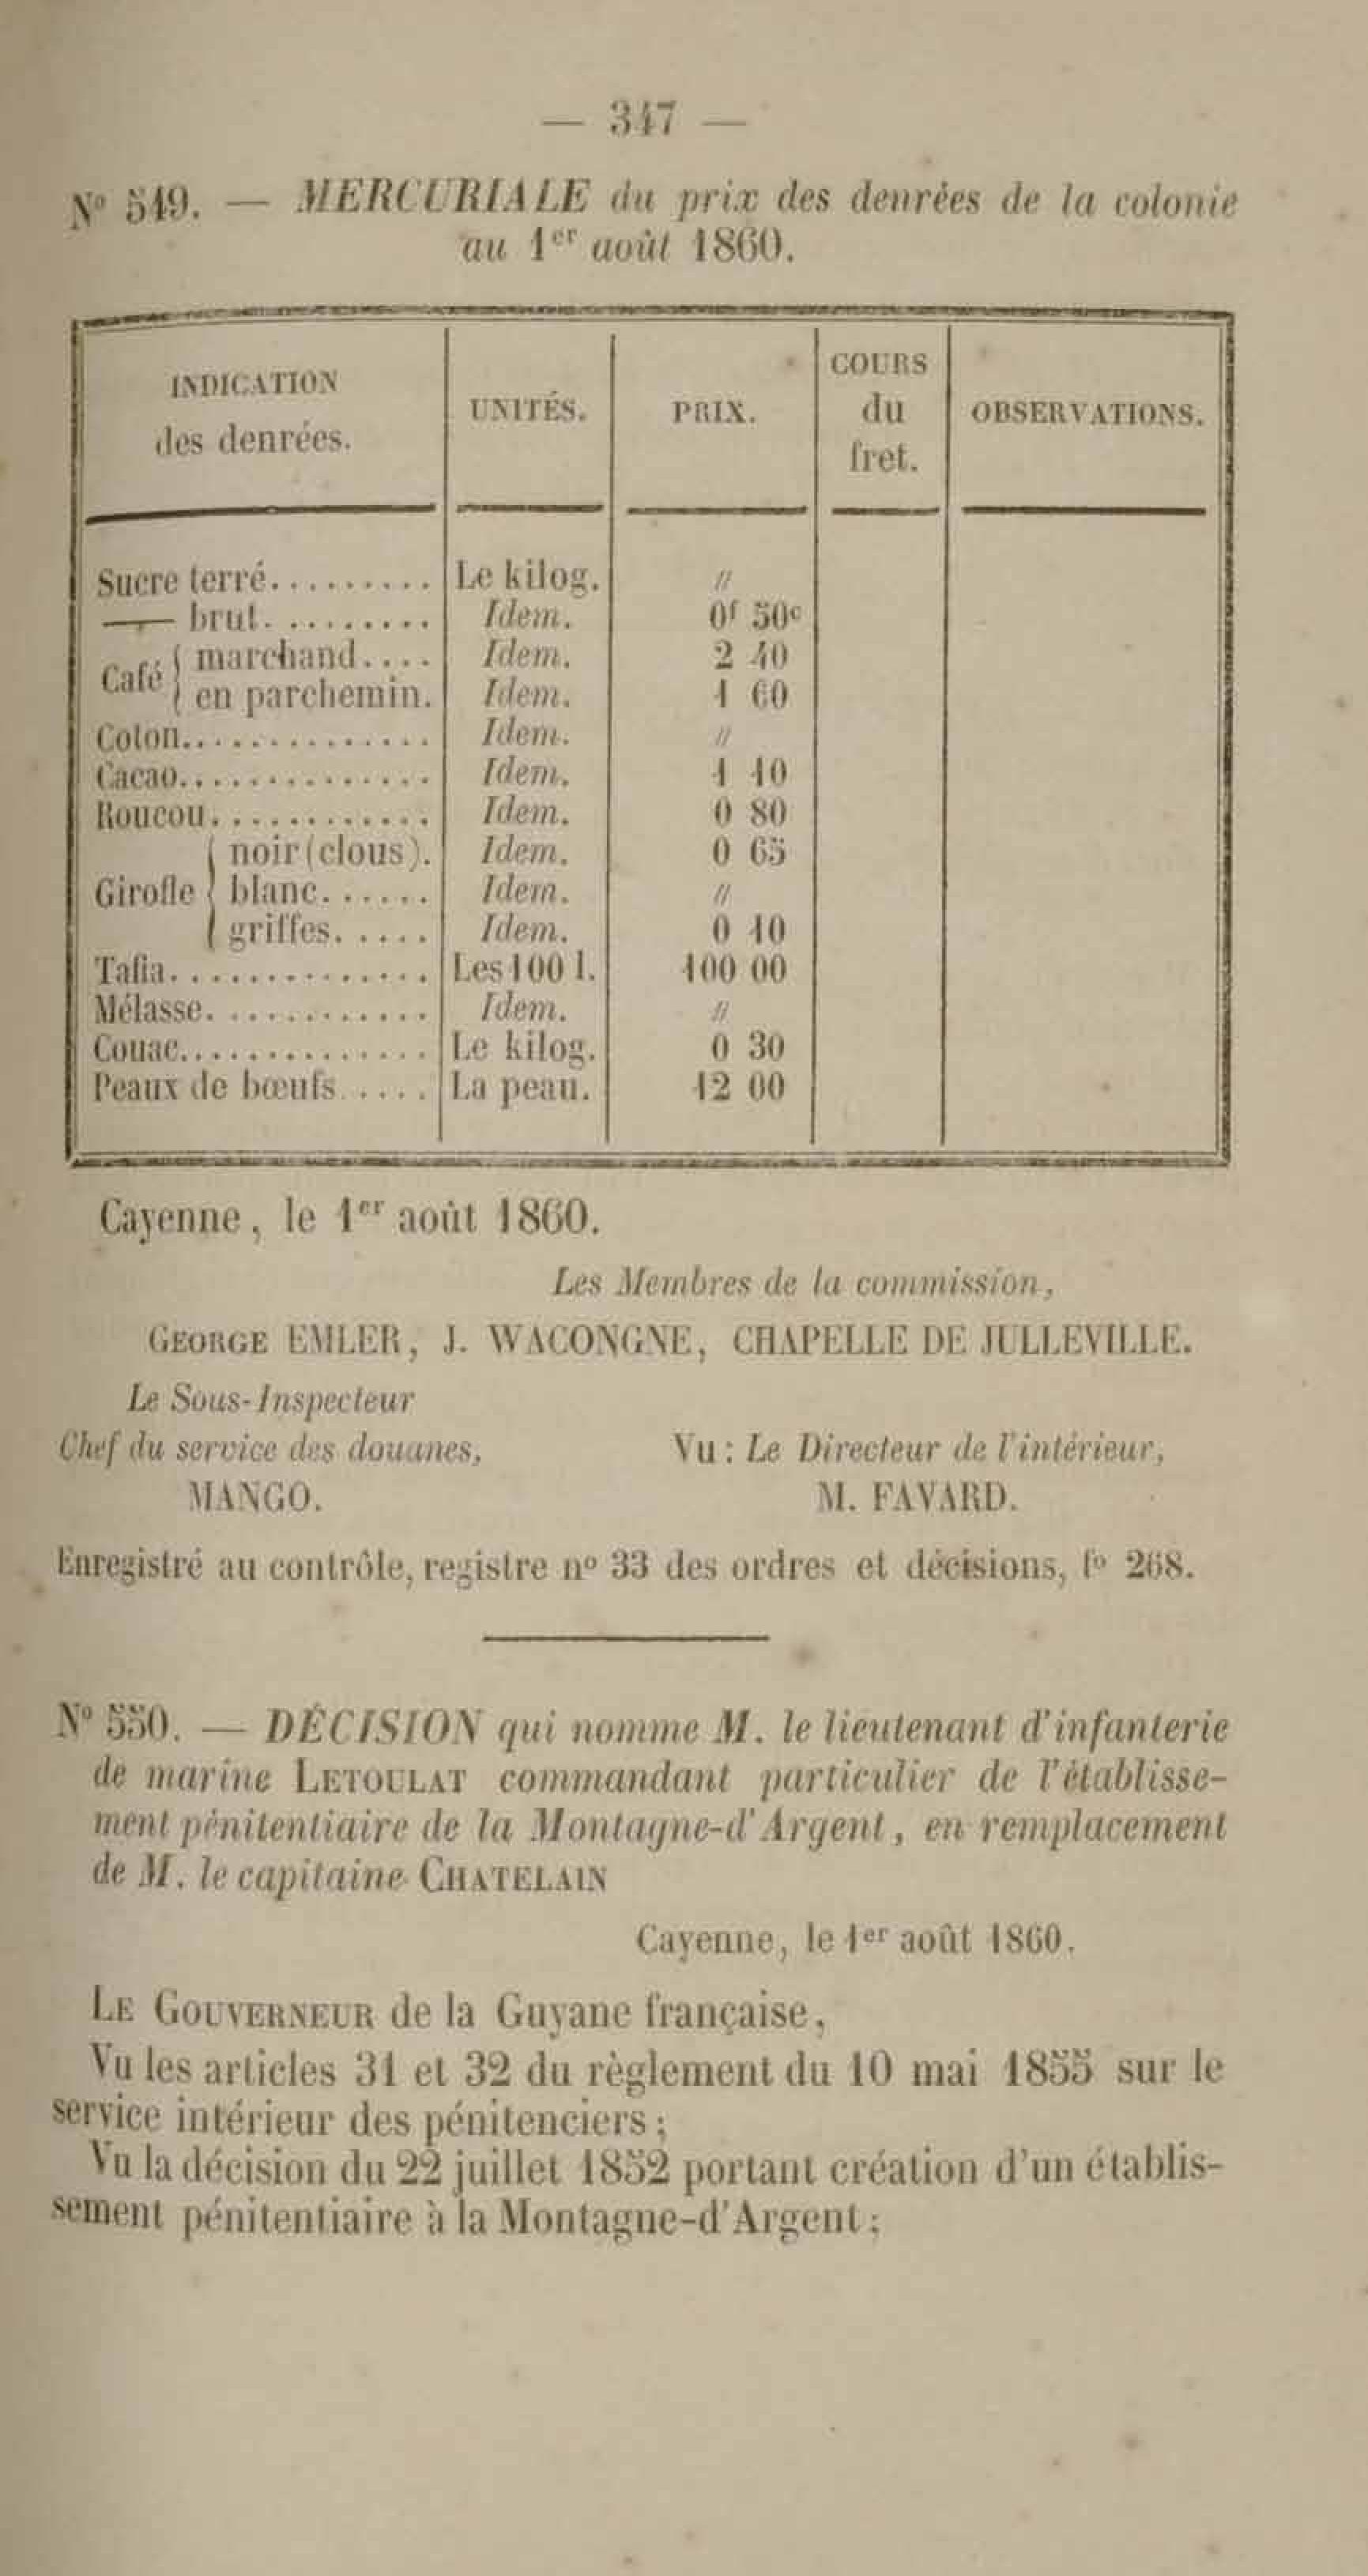 — 347 —
N° 549. — MERCURIALE du prix des denrées de la colonie
au 1er août 1860.
INDICATION des denrées. UNITÉS. PRIX. COURS du fret. OBSERVATIONS.
Sucre terré.......... Le kilog. //
— brut.......... Idem. 0f 50c
Café { marchand.... Idem. 2 40
{ en parchemin. Idem. 1 60
Coton............... Idem. //
Cacao............... Idem. 1 10
Roucou............ Idem. 0 80
{ noir (clous). Idem. 0 65
Girofle { blanc...... Idem. //
{ griffes..... Idem. 0 10
Tafia.............. Les 100 l. 100 00
Mélasse............ Idem. //
Couac.............. Le kilog. 0 30
Peaux de bœufs..... La peau. 12 00
Cayenne, le 1er août 1860.
Les Membres de la commission,
GEORGE EMLER, J. WACONGNE, CHAPELLE DE JULLEVILLE.
Le Sous-Inspecteur
Chef du service des douanes, Vu : Le Directeur de l'intérieur,
MANGO. M. FAVARD.
Enregistré au contrôle, registre n° 33 des ordres et décisions, f° 268.
N° 550. — DÉCISION qui nomme M. le lieutenant d'infanterie
de marine LETOULAT commandant particulier de l'établisse-
ment pénitentiaire de la Montagne-d'Argent, en remplacement
de M. le capitaine CHATELAIN
Cayenne, le 1er août 1860.
LE GOUVERNEUR de la Guyane française,
Vu les articles 31 et 32 du règlement du 10 mai 1855 sur le
service intérieur des pénitenciers ;
Vu la décision du 22 juillet 1852 portant création d'un établis-
sement pénitentiaire à la Montagne-d'Argent ;